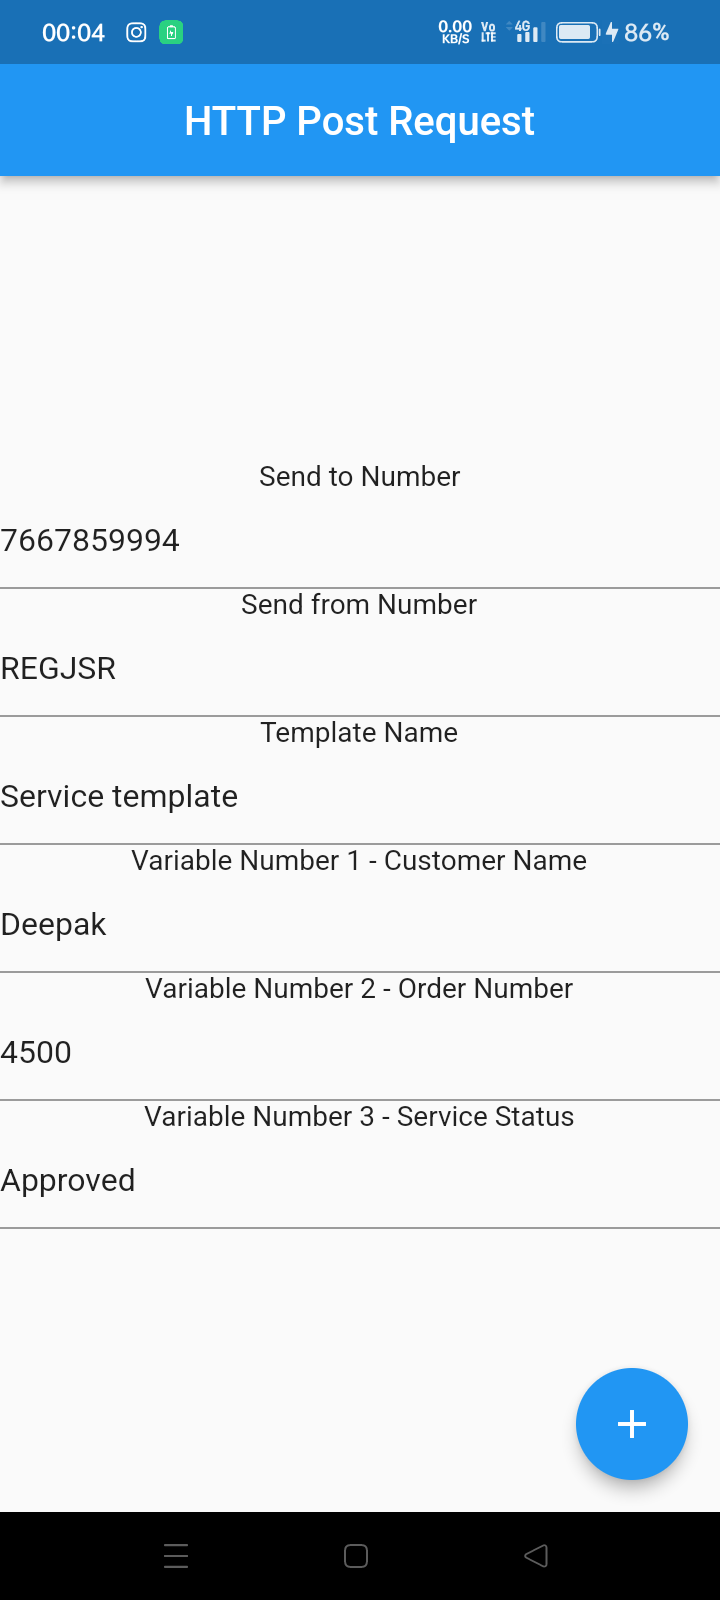 00:04 0.00 KB/S Vo LTE 4G 86%
HTTP Post Request
Send to Number
7667859994
Send from Number
REGJSR
Template Name
Service template
Variable Number 1 - Customer Name
Deepak
Variable Number 2 - Order Number
4500
Variable Number 3 - Service Status
Approved